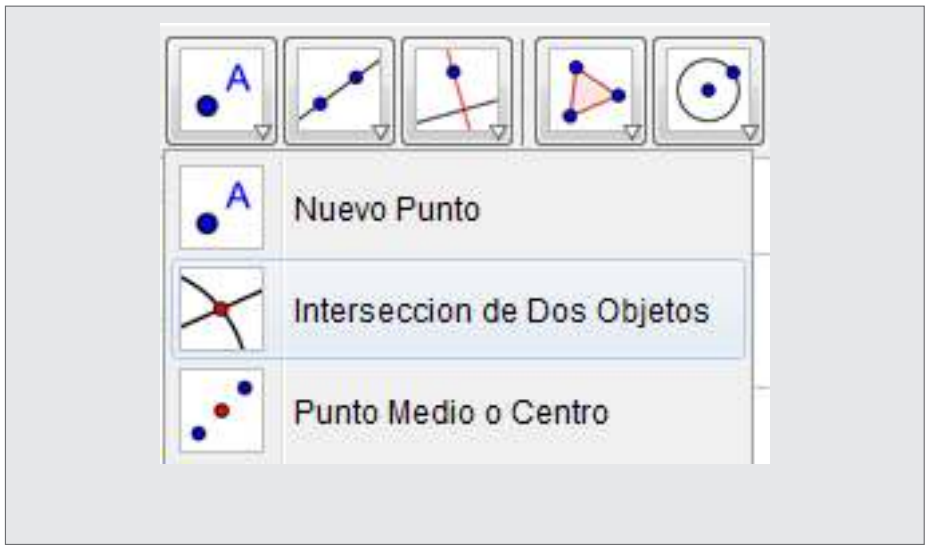 A
A
Nuevo Punto
Interseccion de Dos Objetos
Punto Medio o Centro